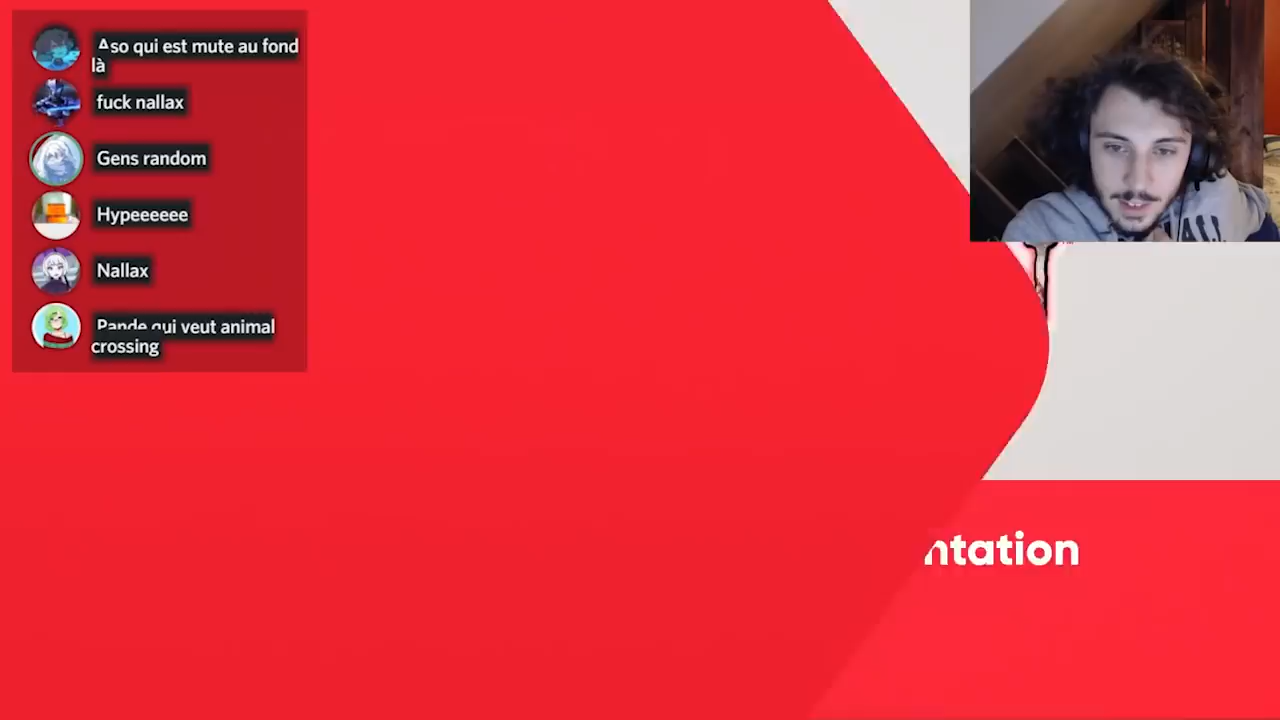 Aso qui est mute au fond
là
fuck nallax
Gens random
Hypeeeeee
Nallax
Pande qui veut animal
crossing
ntation